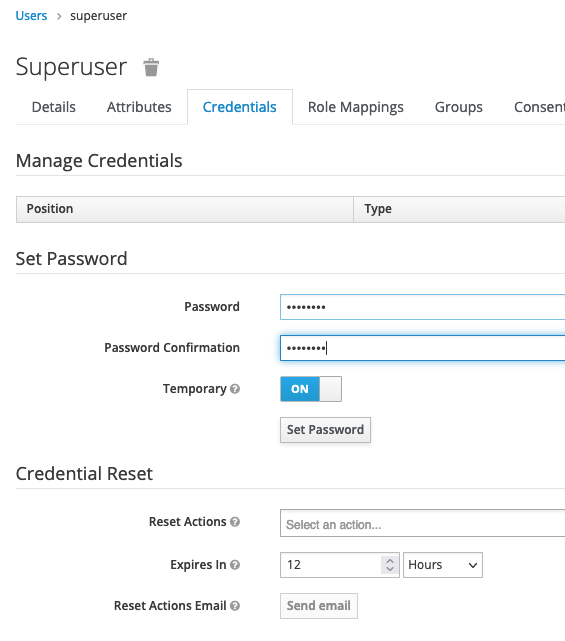 Users > superuser
Superuser
Details Attributes Credentials Role Mappings Groups Consent
Manage Credentials
Position Type
Set Password
Password ••••••••
Password Confirmation ••••••••
Temporary ? ON
Set Password
Credential Reset
Reset Actions ? Select an action...
Expires In ? 12 Hours
Reset Actions Email ? Send email